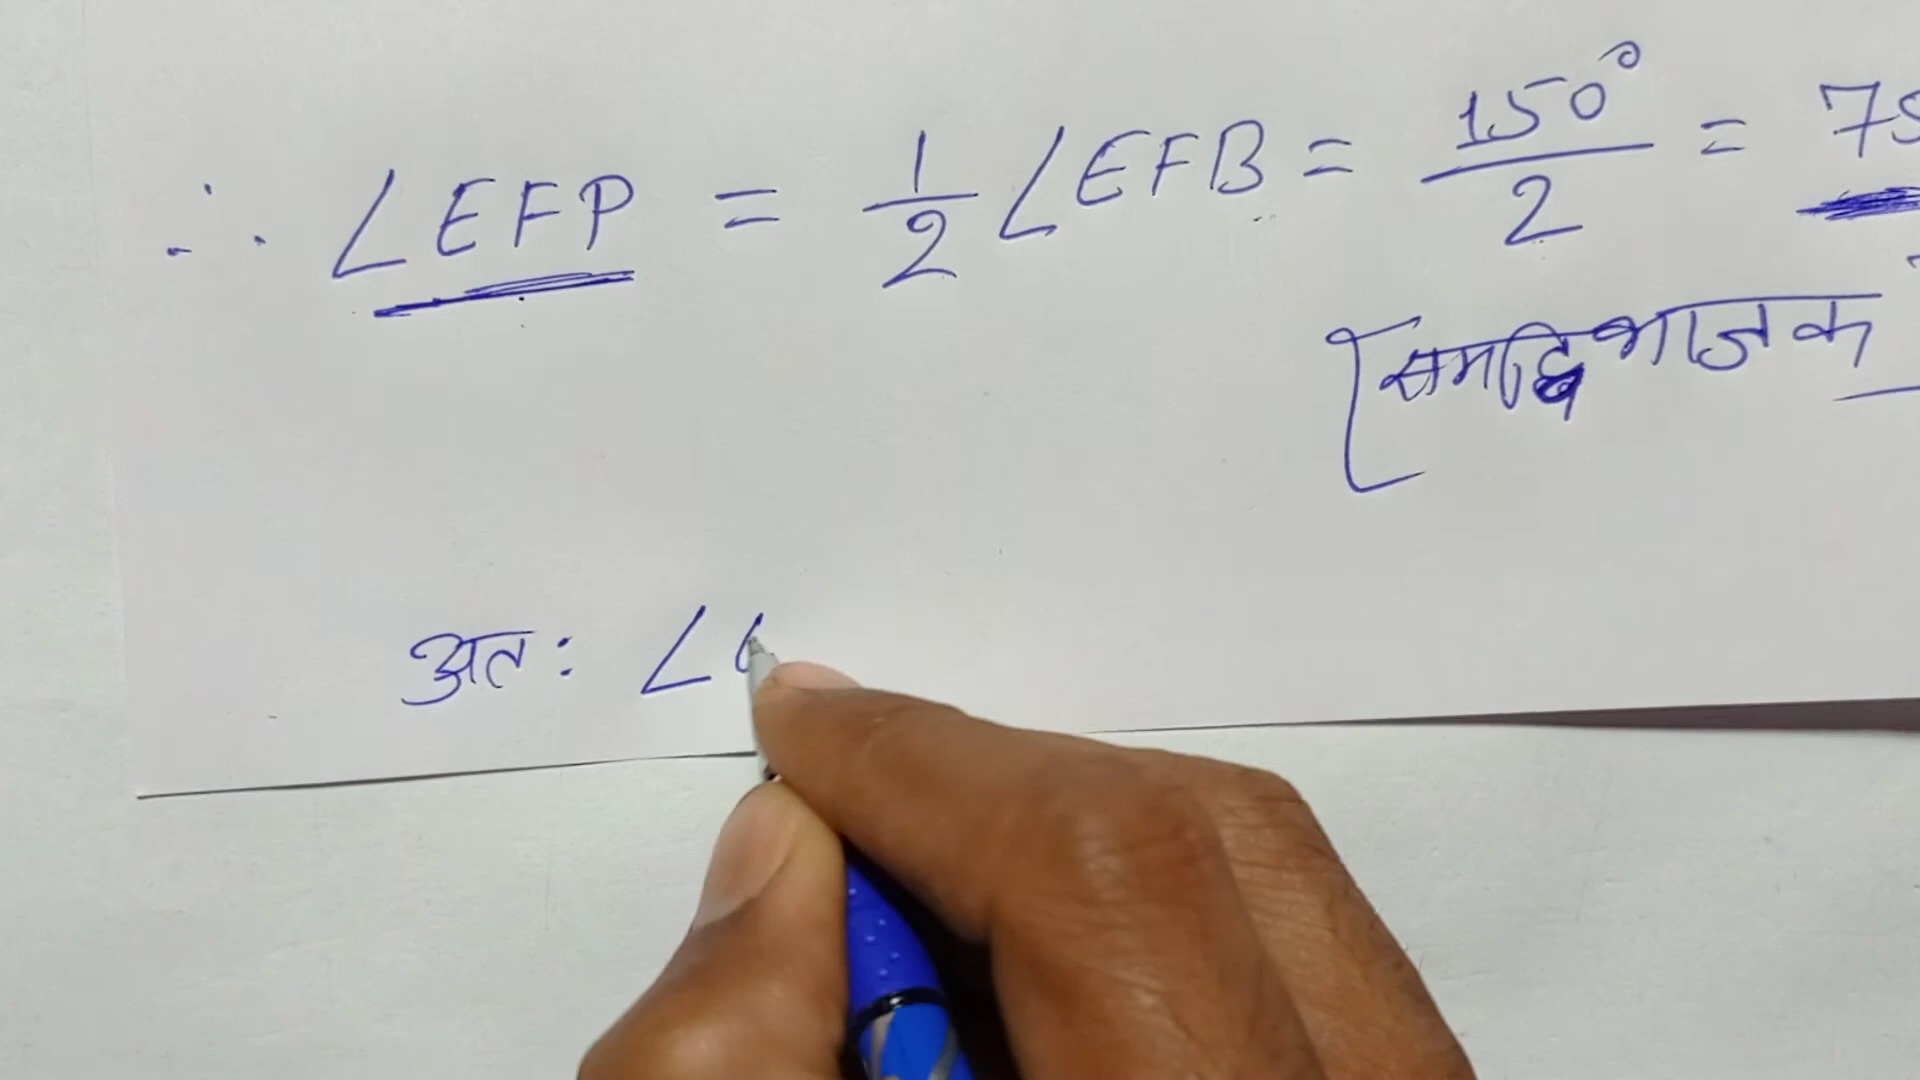 ∴ ∠EFP = 1/2 ∠EFB = 150°/2 = 75
[समद्विभाजक
अतः ∠